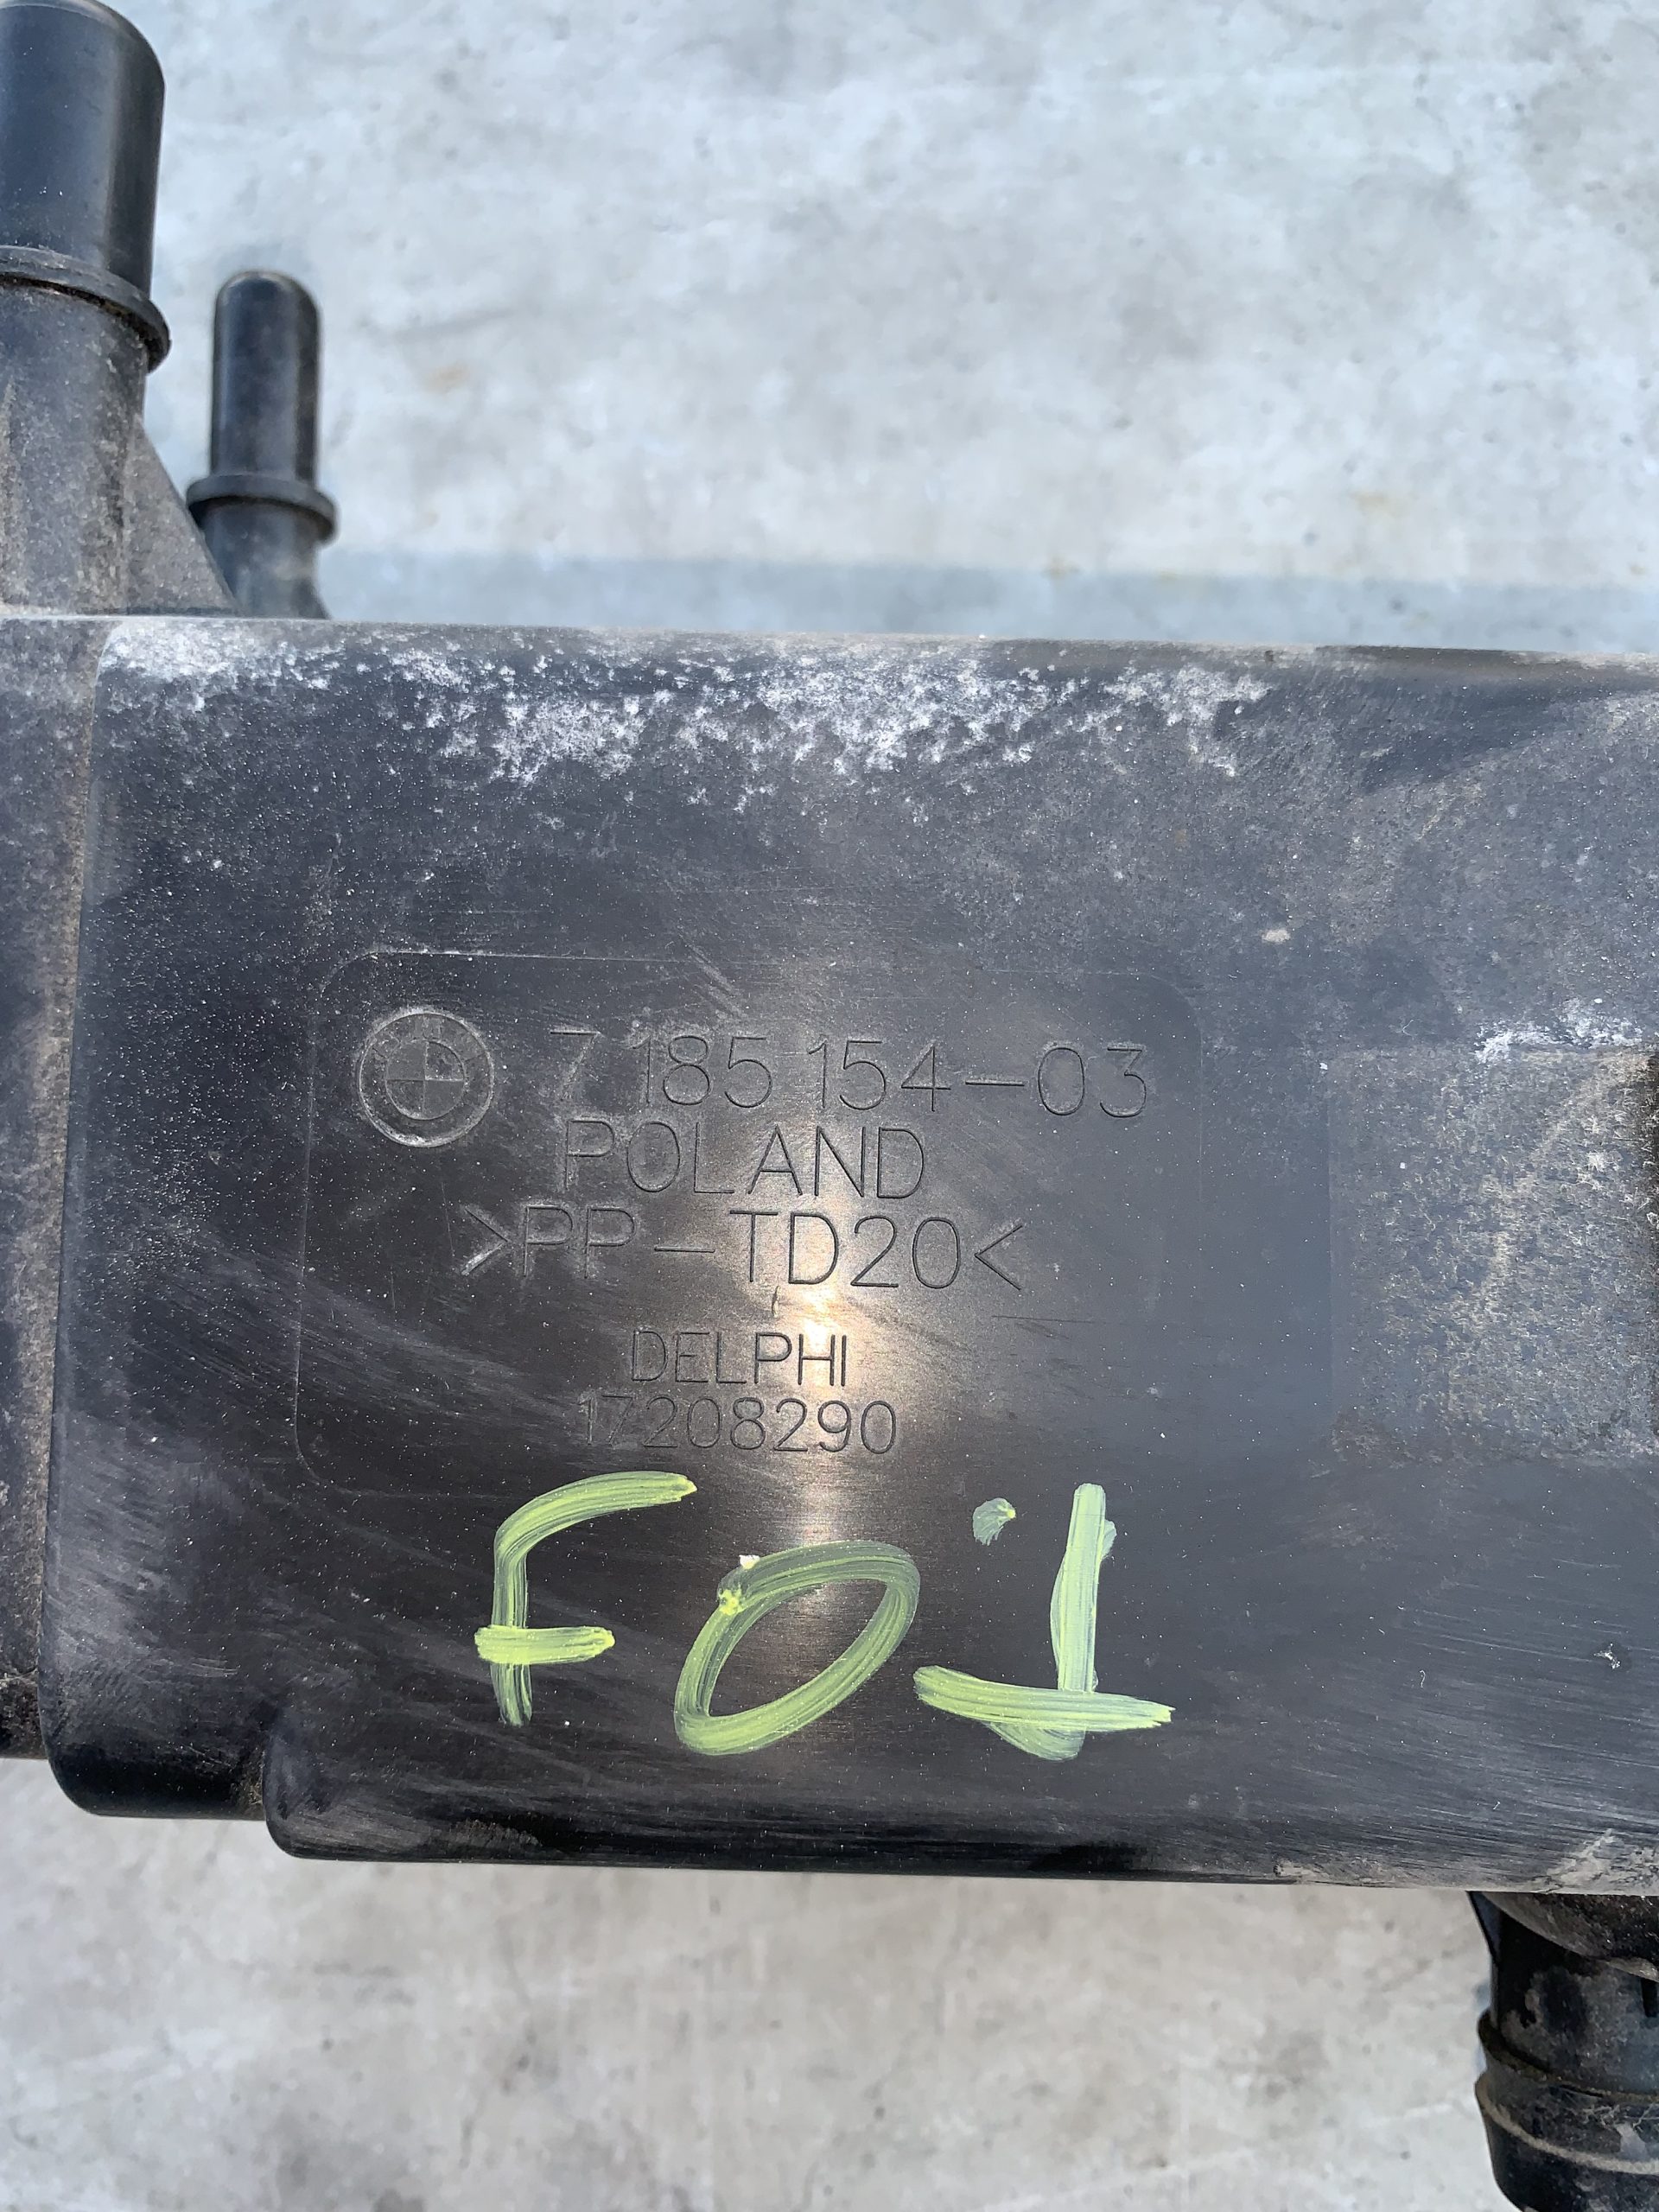 7 185 154-03
POLAND
>PP-TD20<
DELPHI
17208290
F01